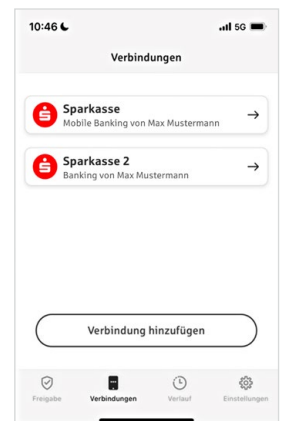 10:46
5G
Verbindungen
Sparkasse
Mobile Banking von Max Mustermann
Sparkasse 2
Banking von Max Mustermann
Verbindung hinzufügen
Freigabe
Verbindungen
Verlauf
Einstellungen